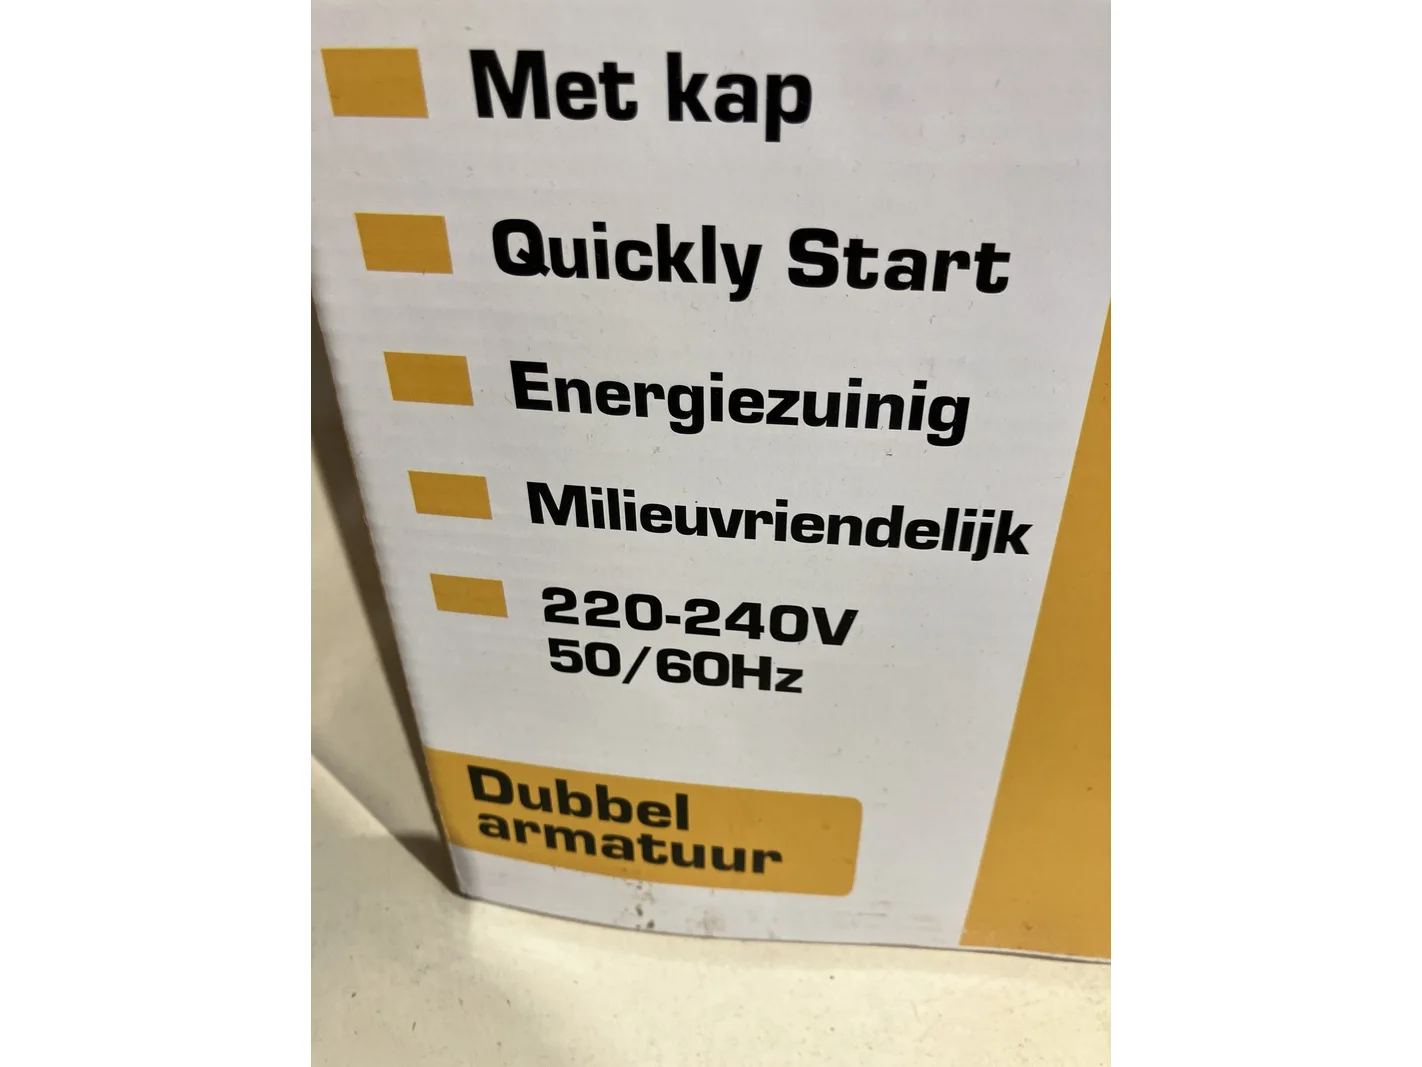 Met kap
Quickly Start
Energiezuinig
Milieuvriendelijk
220-240V
50/60Hz
Dubbel
armatuur